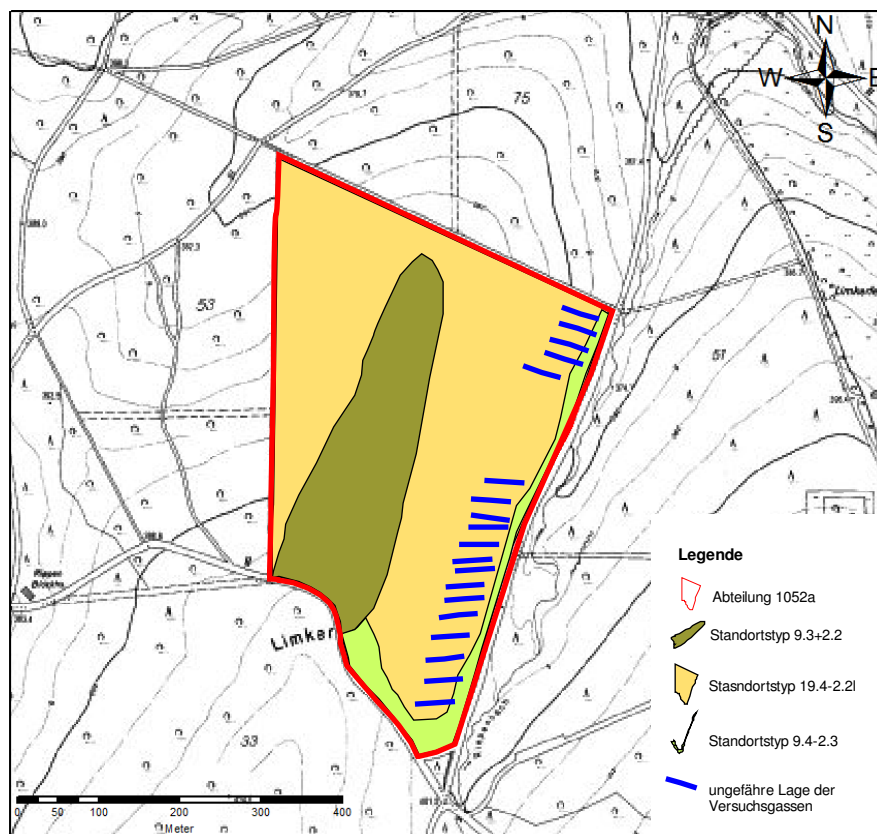 N
W
E
S
75
53
51
33
Limker
Legende
Abteilung 1052a
Standortstyp 9.3+2.2
Stasndortstyp 19.4-2.2l
Standortstyp 9.4-2.3
ungefähre Lage der
Versuchsgassen
0 50 100 200 300 400
Meter